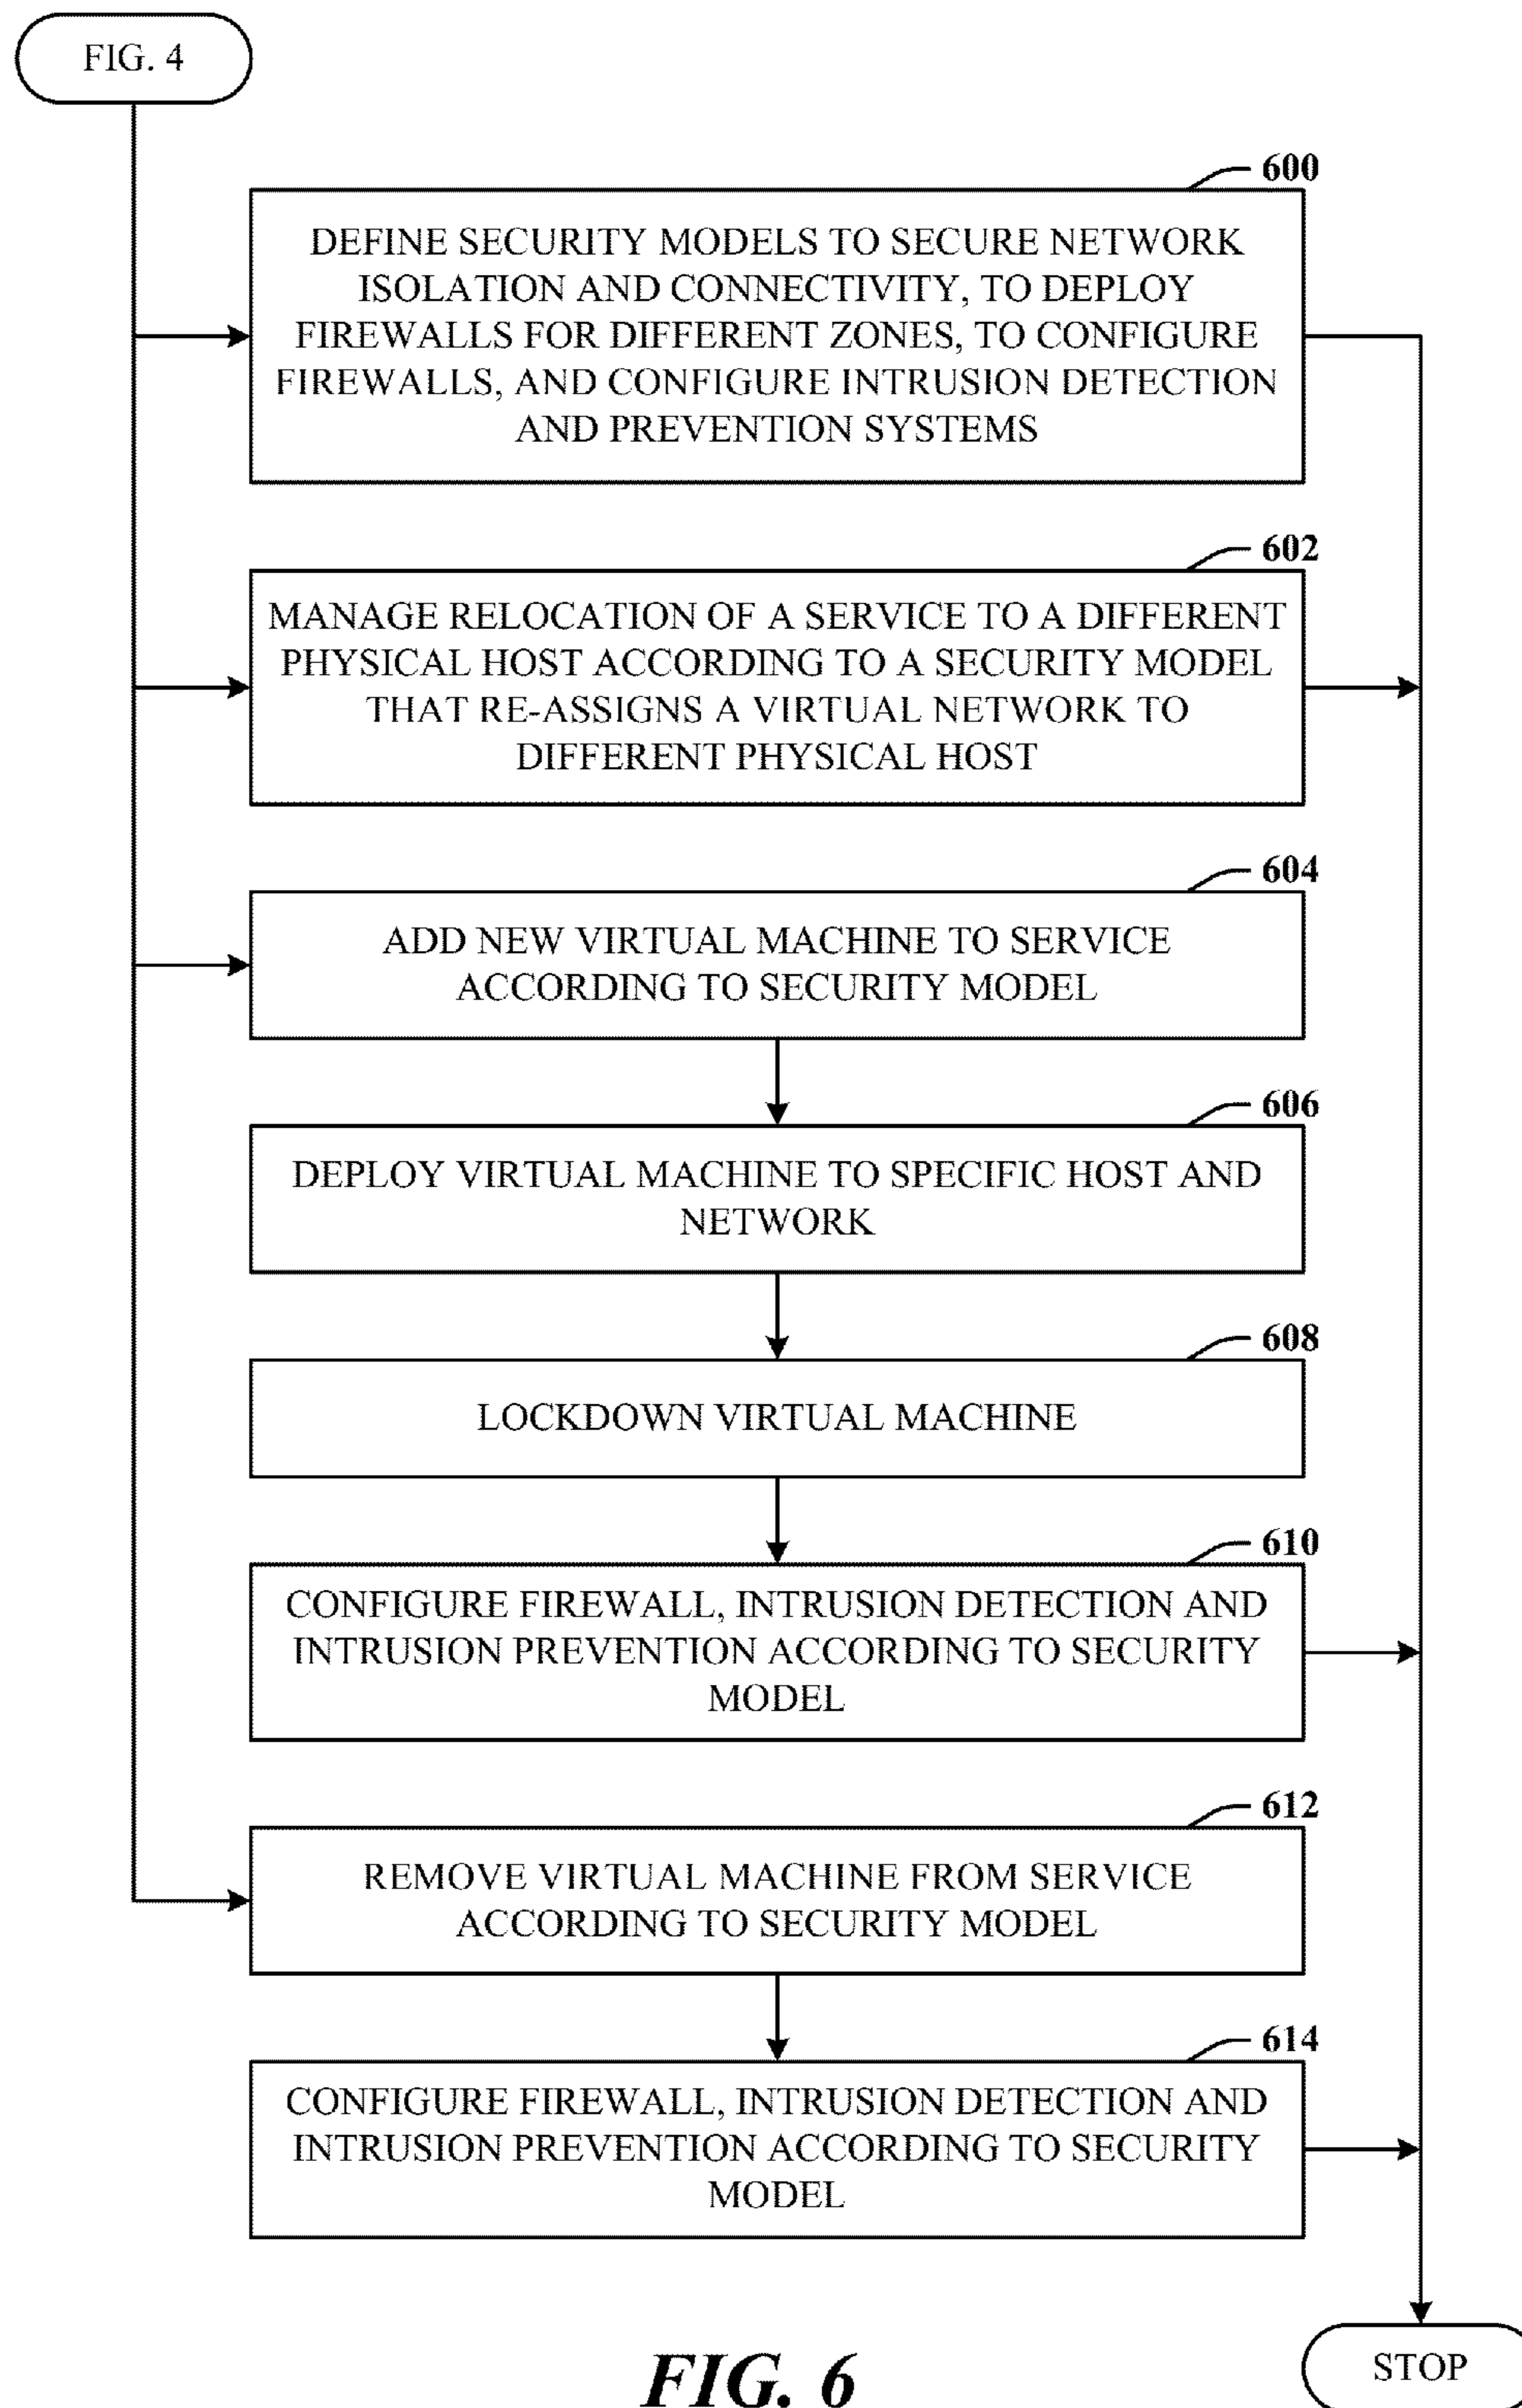 FIG. 4
600
DEFINE SECURITY MODELS TO SECURE NETWORK
ISOLATION AND CONNECTIVITY, TO DEPLOY
FIREWALLS FOR DIFFERENT ZONES, TO CONFIGURE
FIREWALLS, AND CONFIGURE INTRUSION DETECTION
AND PREVENTION SYSTEMS
602
MANAGE RELOCATION OF A SERVICE TO A DIFFERENT
PHYSICAL HOST ACCORDING TO A SECURITY MODEL
THAT RE-ASSIGNS A VIRTUAL NETWORK TO
DIFFERENT PHYSICAL HOST
604
ADD NEW VIRTUAL MACHINE TO SERVICE
ACCORDING TO SECURITY MODEL
606
DEPLOY VIRTUAL MACHINE TO SPECIFIC HOST AND
NETWORK
608
LOCKDOWN VIRTUAL MACHINE
610
CONFIGURE FIREWALL, INTRUSION DETECTION AND
INTRUSION PREVENTION ACCORDING TO SECURITY
MODEL
612
REMOVE VIRTUAL MACHINE FROM SERVICE
ACCORDING TO SECURITY MODEL
614
CONFIGURE FIREWALL, INTRUSION DETECTION AND
INTRUSION PREVENTION ACCORDING TO SECURITY
MODEL
STOP
FIG. 6